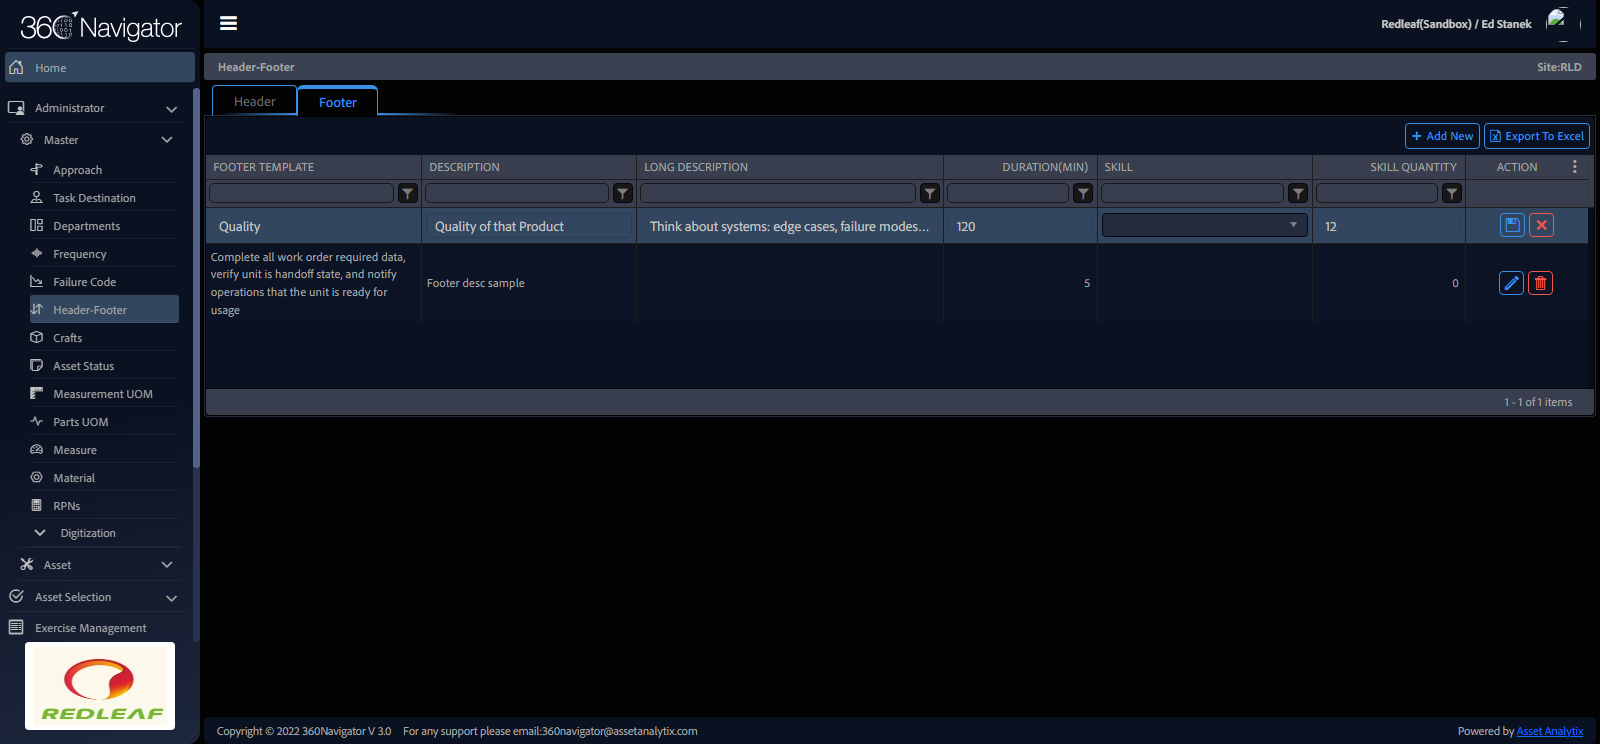 360 Navigator
Redleaf(Sandbox) / Ed Stanek
Home
Administrator
Master
Approach
Task Destination
Departments
Frequency
Failure Code
Header-Footer
Crafts
Asset Status
Measurement UOM
Parts UOM
Measure
Material
RPNs
Digitization
Asset
Asset Selection
Exercise Management
REDLEAF
Header-Footer
Site:RLD
Header
Footer
Add New
Export To Excel
FOOTER TEMPLATE DESCRIPTION LONG DESCRIPTION DURATION(MIN) SKILL SKILL QUANTITY ACTION
Quality Quality of that Product Think about systems: edge cases, failure modes... 120 12
Complete all work order required data,
verify unit is handoff state, and notify
operations that the unit is ready for
usage
Footer desc sample 5 0
1 - 1 of 1 items
Copyright © 2022 360Navigator V 3.0 For any support please email:360navigator@assetanalytix.com
Powered by Asset Analytix